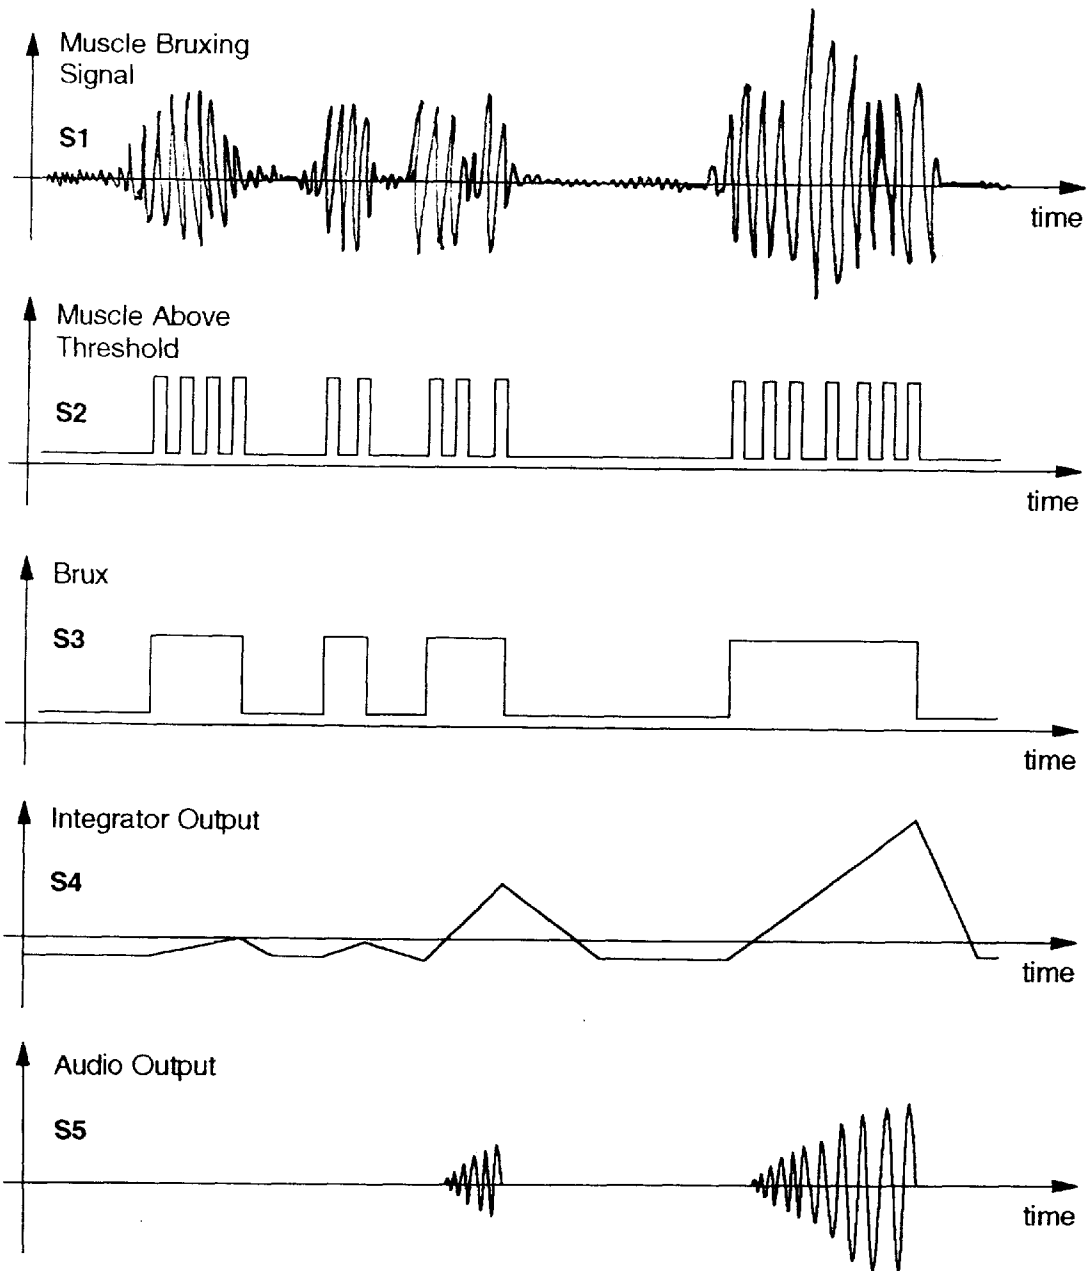 Muscle Bruxing
Signal
S1
time
Muscle Above
Threshold
S2
time
Brux
S3
time
Integrator Output
S4
time
Audio Output
S5
time